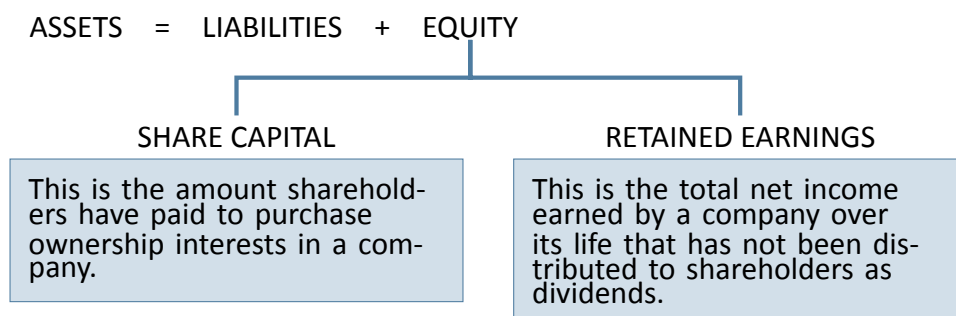 ASSETS = LIABILITIES + EQUITY
SHARE CAPITAL
This is the amount sharehold-
ers have paid to purchase
ownership interests in a com-
pany.
RETAINED EARNINGS
This is the total net income
earned by a company over
its life that has not been dis-
tributed to shareholders as
dividends.